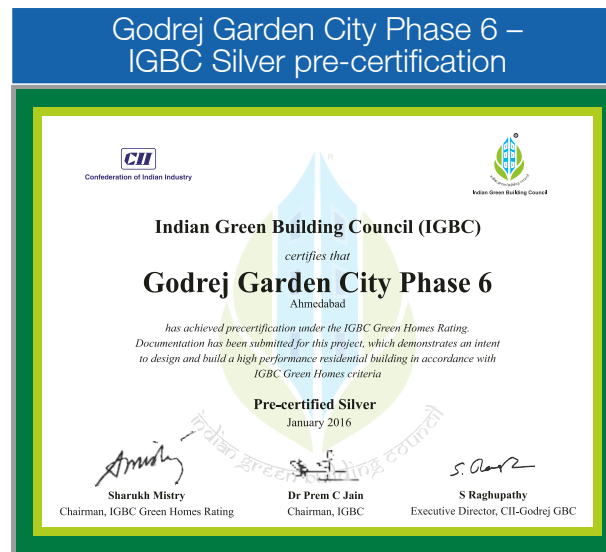 Godrej Garden City Phase 6 –
IGBC Silver pre-certification
CII
Confederation of Indian Industry
Indian Green Building Council
Indian Green Building Council (IGBC)
certifies that
Godrej Garden City Phase 6
Ahmedabad
has achieved precertification under the IGBC Green Homes Rating.
Documentation has been submitted for this project, which demonstrates an intent
to design and build a high performance residential building in accordance with
IGBC Green Homes criteria
Pre-certified Silver
January 2016
indian green building council
Sharukh Mistry
Chairman, IGBC Green Homes Rating
Dr Prem C Jain
Chairman, IGBC
S Raghupathy
Executive Director, CII-Godrej GBC